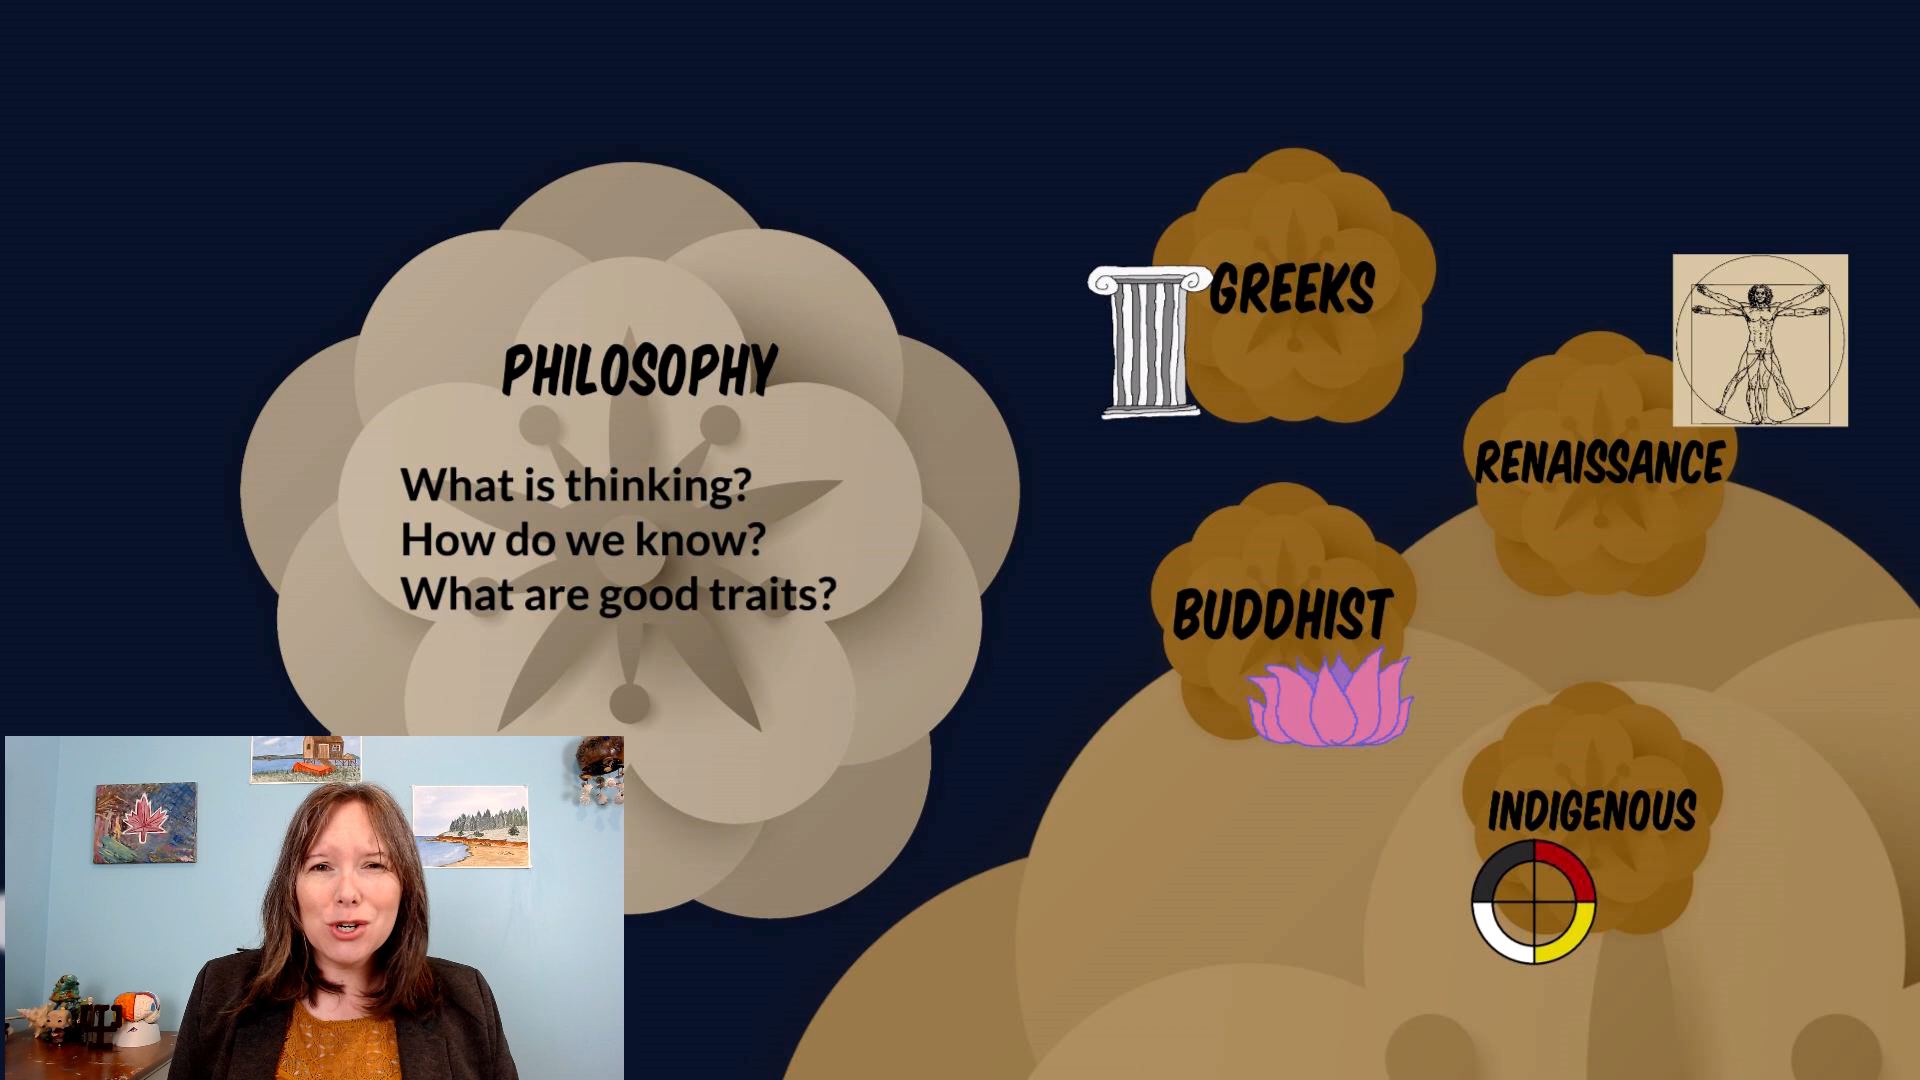 PHILOSOPHY
What is thinking?
How do we know?
What are good traits?
GREEKS
RENAISSANCE
BUDDHIST
INDIGENOUS